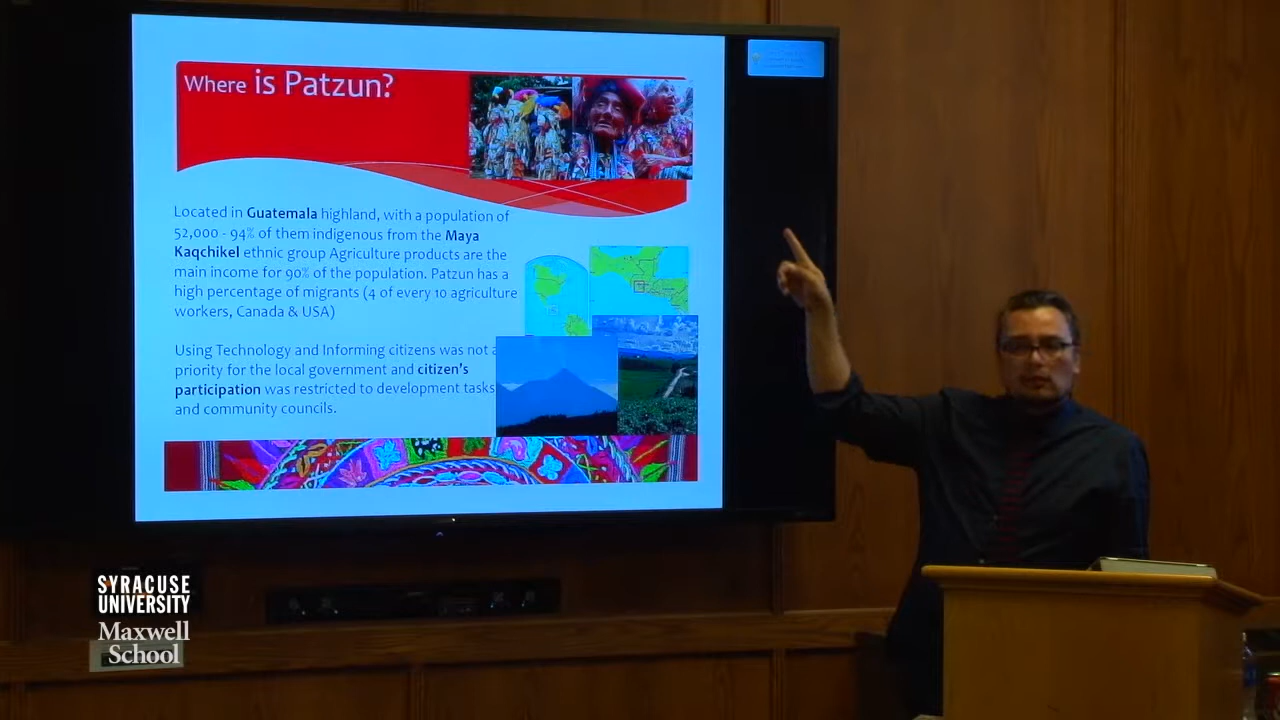 Where is Patzun?
Located in Guatemala highland, with a population of
52,000 - 94% of them indigenous from the Maya
Kaqchikel ethnic group Agriculture products are the
main income for 90% of the population. Patzun has a
high percentage of migrants (4 of every 10 agriculture
workers, Canada & USA)
Using Technology and Informing citizens was not a
priority for the local government and citizen's
participation was restricted to development tasks
and community councils.
SYRACUSE
UNIVERSITY
Maxwell
School